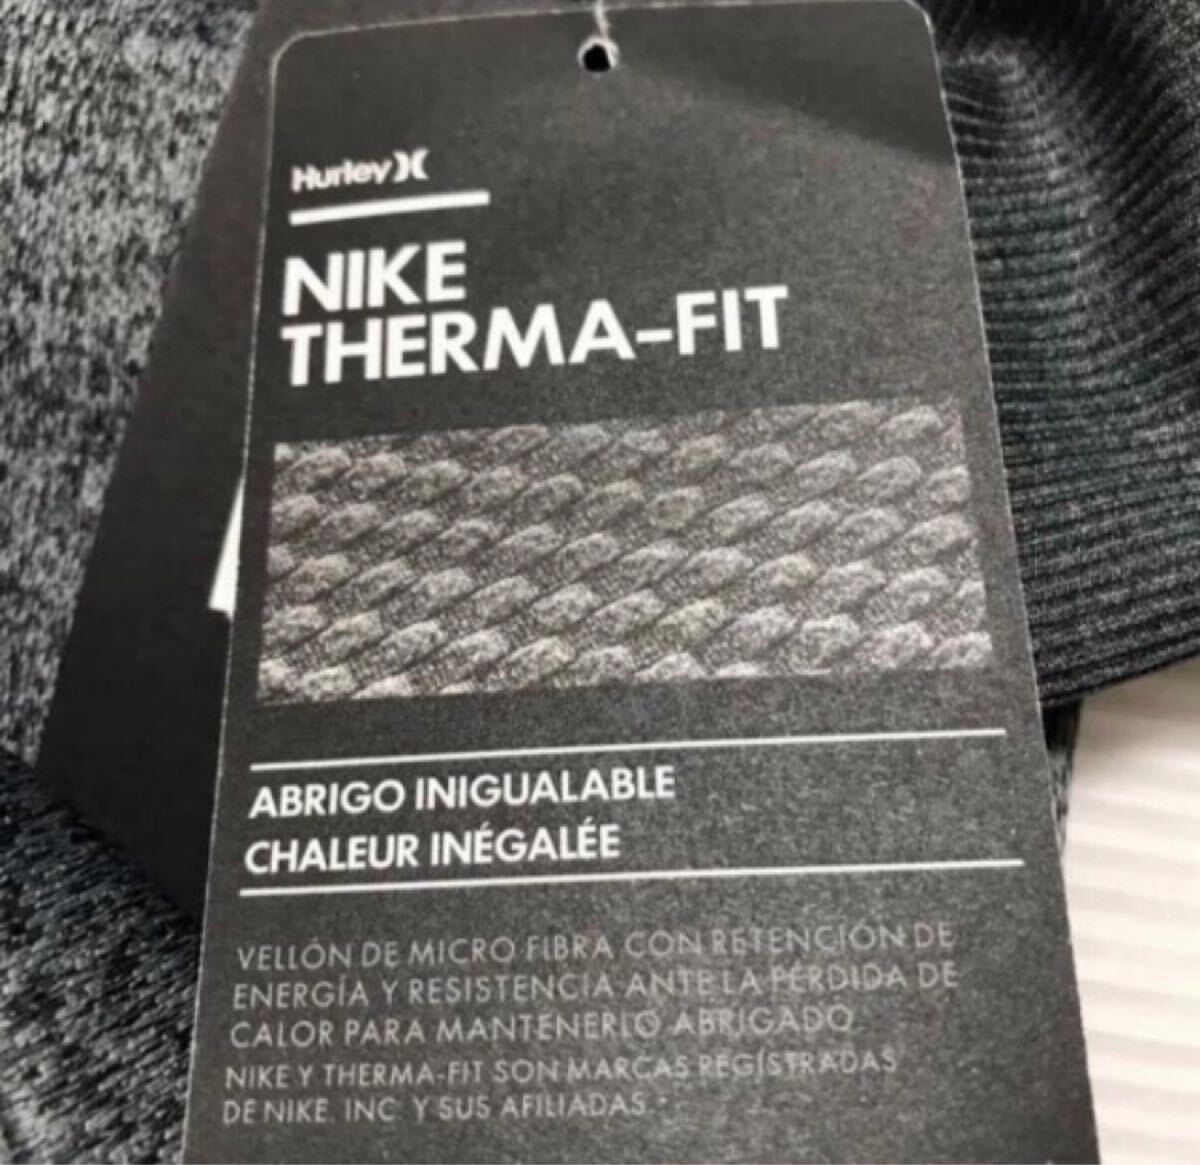 Hurley
NIKE
THERMA-FIT
ABRIGO INIGUALABLE
CHALEUR INÉGALÉE
VELLÓN DE MICRO FIBRA CON RETENCIÓN DE
ENERGÍA Y RESISTENCIA ANTE LA PÉRDIDA DE
CALOR PARA MANTENERLO ABRIGADO
NIKE Y THERMA-FIT SON MARCAS REGISTRADAS
DE NIKE, INC Y SUS AFILIADAS.